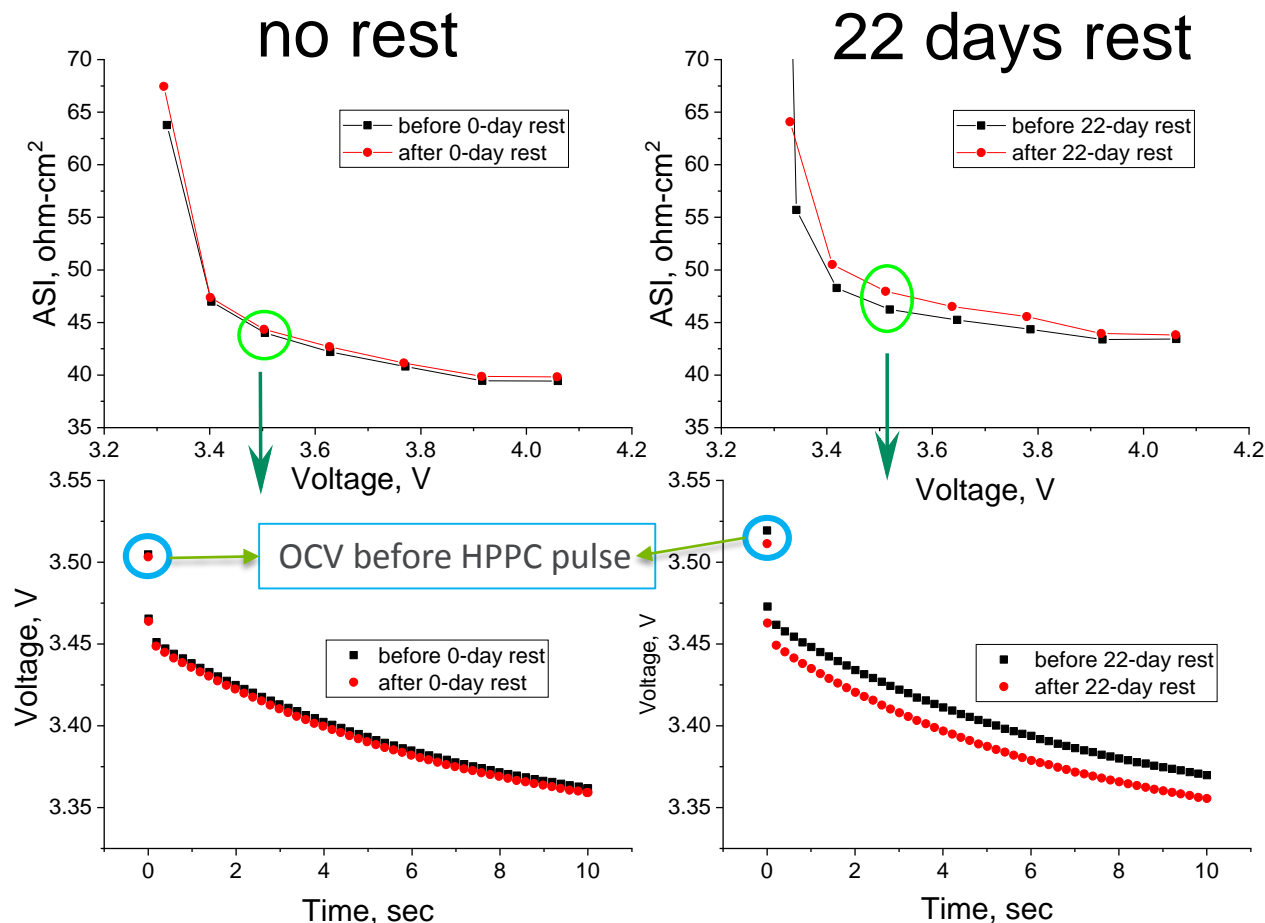 no rest
22 days rest
70
65
60
55
50
45
40
35
ASI, ohm-cm²
before 0-day rest
after 0-day rest
3.2
3.4
3.6
3.8
4.0
4.2
Voltage, V
70
65
60
55
50
45
40
35
ASI, ohm-cm²
before 22-day rest
after 22-day rest
3.2
3.4
3.6
3.8
4.0
4.2
Voltage, V
3.55
3.50
3.45
3.40
3.35
Voltage, V
OCV before HPPC pulse
before 0-day rest
after 0-day rest
0
2
4
6
8
10
Time, sec
3.55
3.50
3.45
3.40
3.35
Voltage, V
before 22-day rest
after 22-day rest
0
2
4
6
8
10
Time, sec